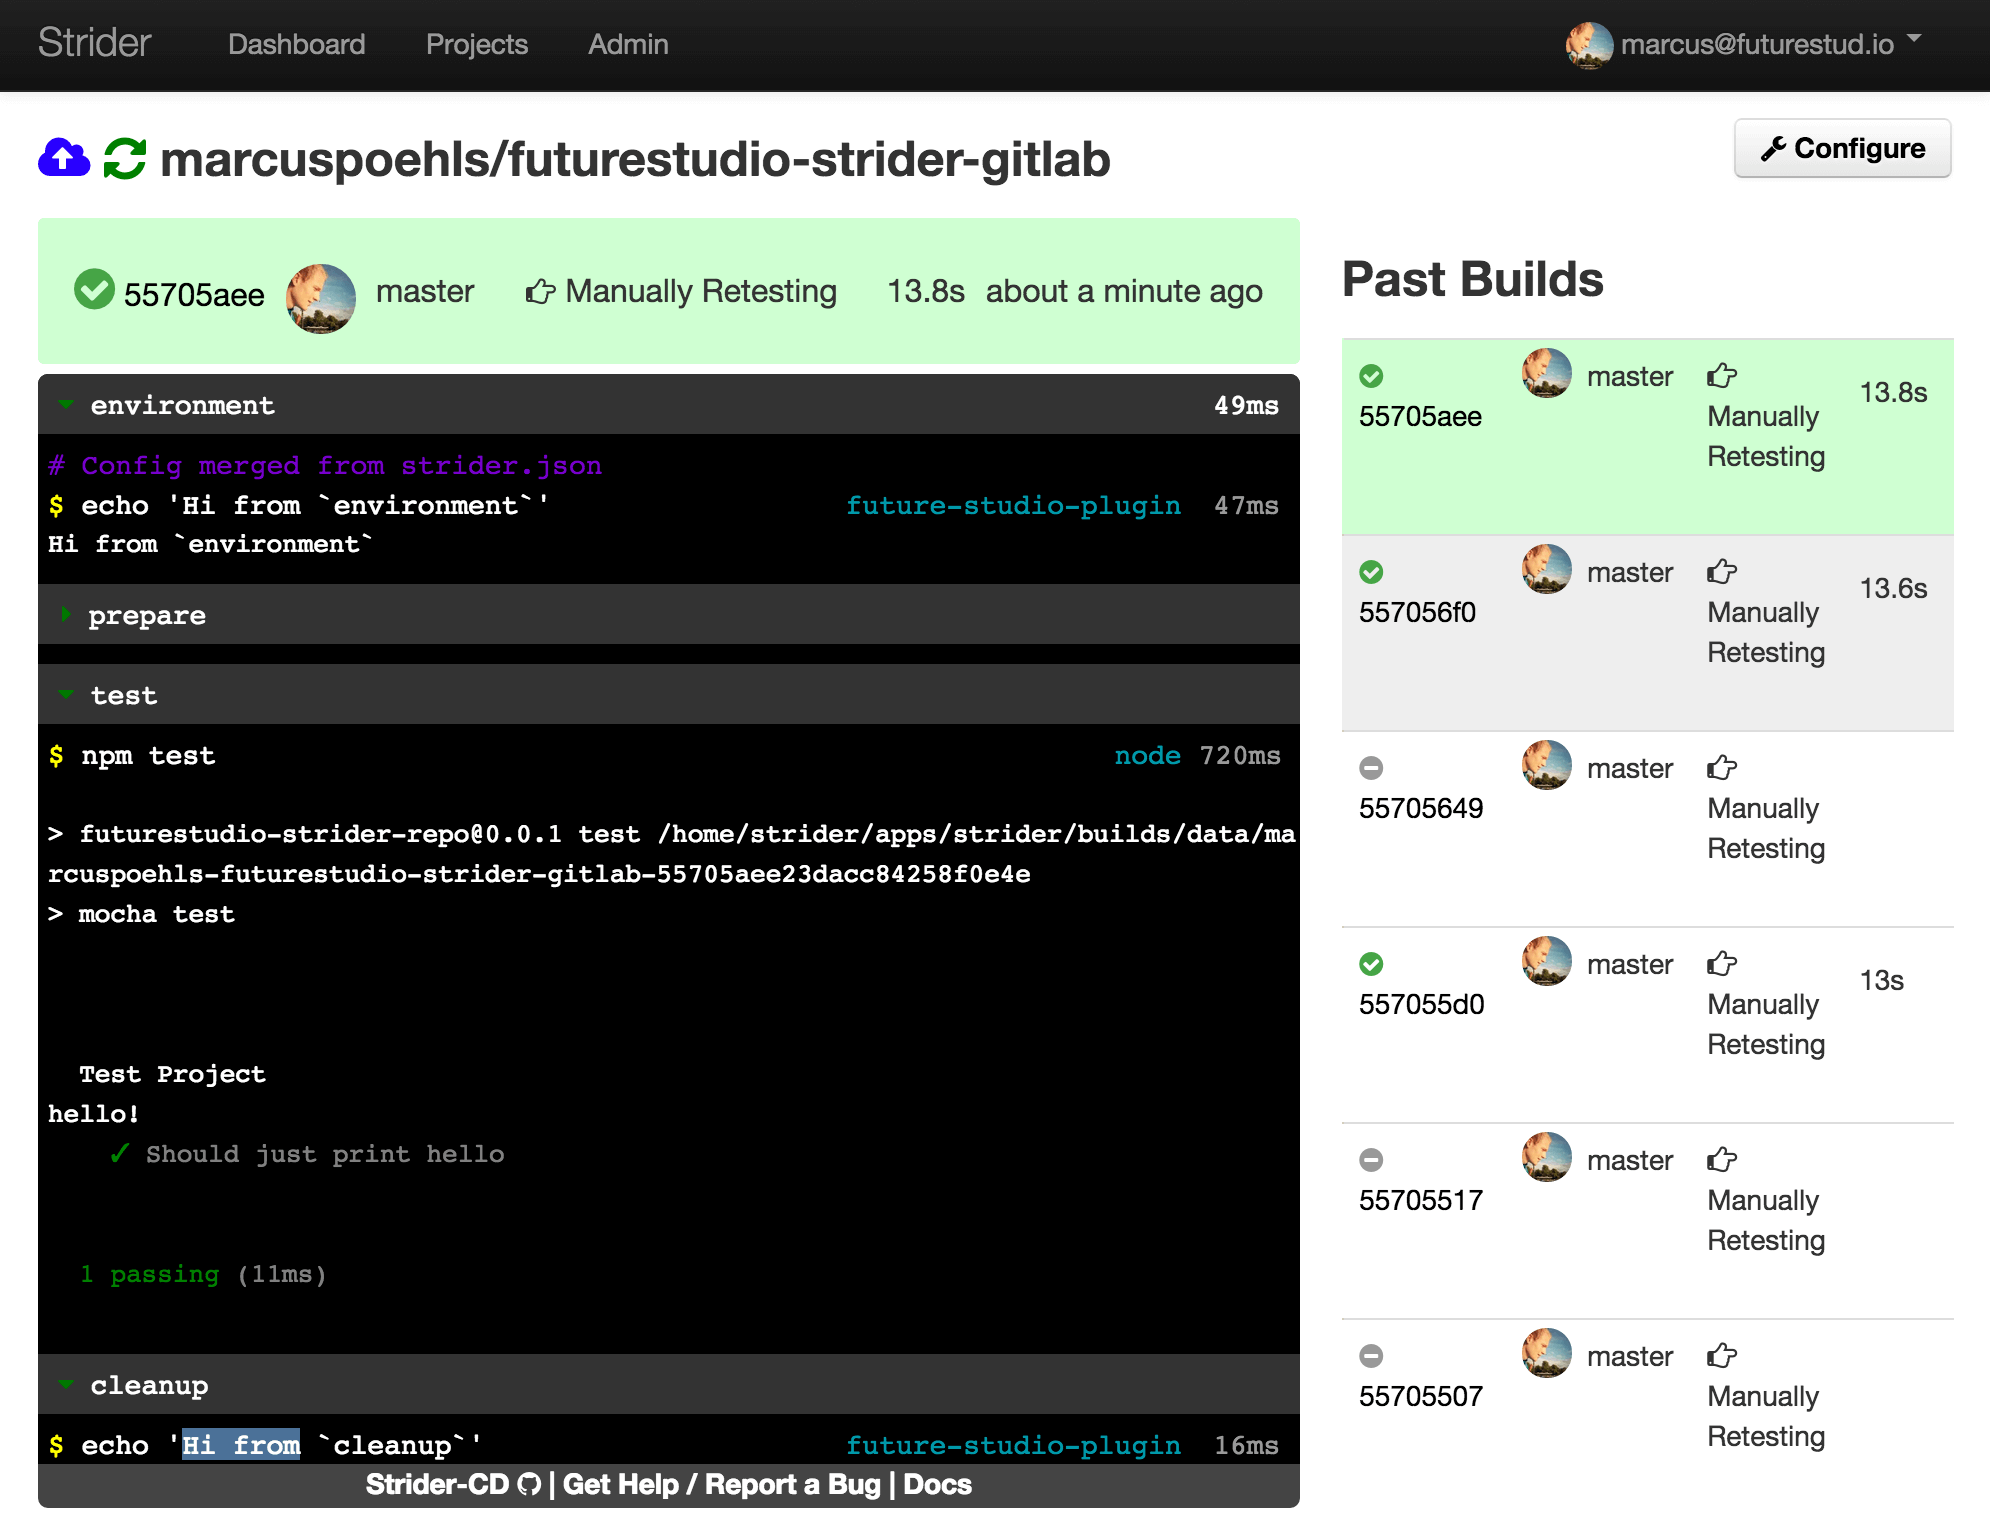 Strider Dashboard Projects Admin marcus@futurestud.io
marcuspoehls/futurestudio-strider-gitlab
Configure
55705aee master Manually Retesting 13.8s about a minute ago
environment 49ms
# Config merged from strider.json
$ echo 'Hi from `environment`' future-studio-plugin 47ms
Hi from `environment`
prepare
test
$ npm test node 720ms
> futurestudio-strider-repo@0.0.1 test /home/strider/apps/strider/builds/data/ma
rcuspoehls-futurestudio-strider-gitlab-55705aee23dacc84258f0e4e
> mocha test
Test Project
hello!
✓ Should just print hello
1 passing (11ms)
cleanup
$ echo 'Hi from `cleanup`' future-studio-plugin 16ms
Strider-CD | Get Help / Report a Bug | Docs
Past Builds
master 13.8s
55705aee Manually
Retesting
master 13.6s
557056f0 Manually
Retesting
master
55705649 Manually
Retesting
master 13s
557055d0 Manually
Retesting
master
55705517 Manually
Retesting
master
55705507 Manually
Retesting